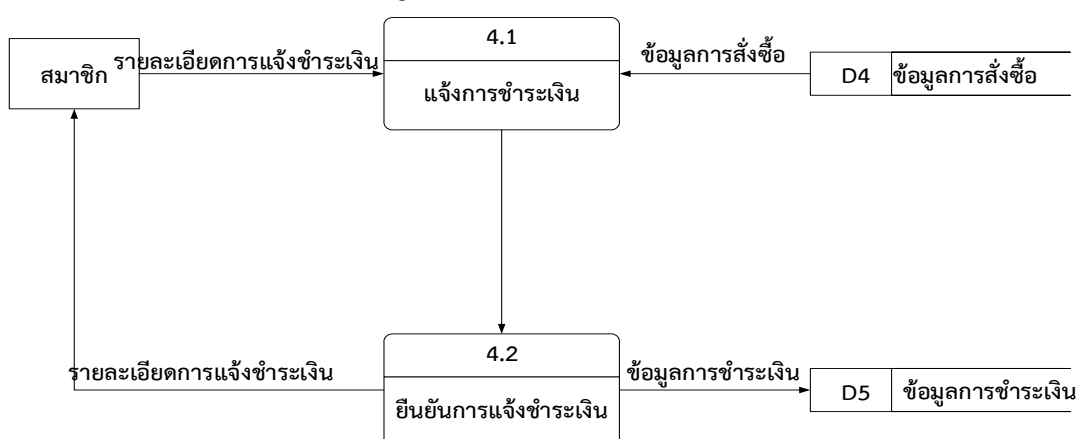 4.1
สมาชิก
รายละเอียดการแจ้งชำระเงิน
ข้อมูลการสั่งซื้อ
D4
ข้อมูลการสั่งซื้อ
แจ้งการชำระเงิน
4.2
รายละเอียดการแจ้งชำระเงิน
ข้อมูลการชำระเงิน
D5
ข้อมูลการชำระเงิน
ยืนยันการแจ้งชำระเงิน